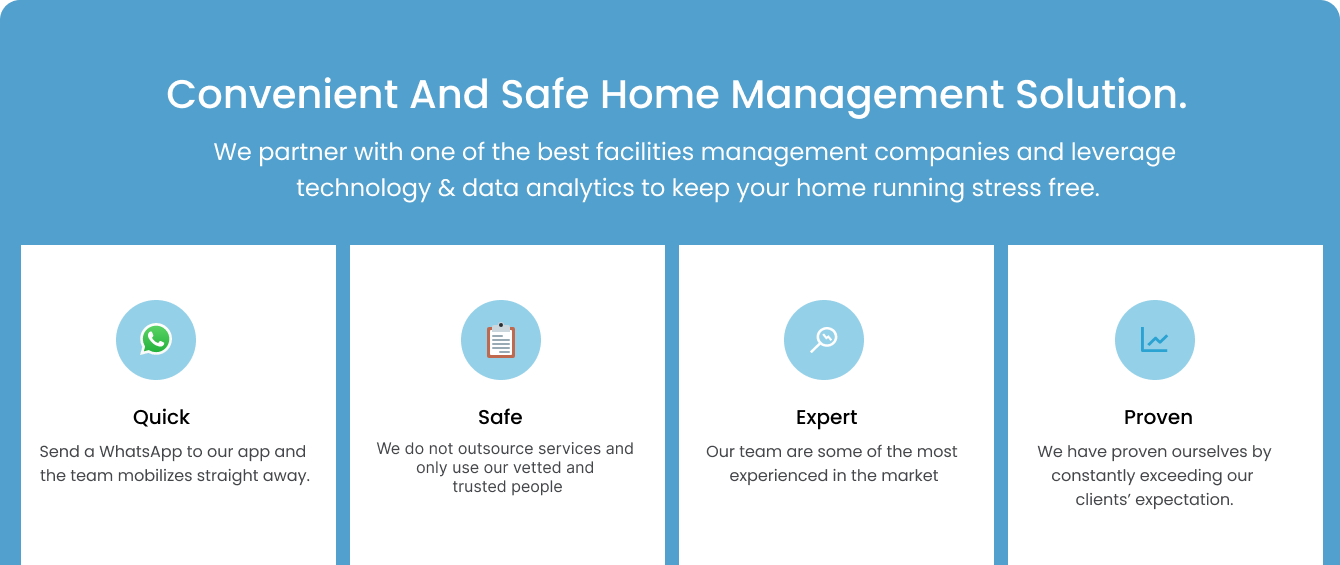 Convenient And Safe Home Management Solution.
We partner with one of the best facilities management companies and leverage
technology & data analytics to keep your home running stress free.
Quick
Send a WhatsApp to our app and
the team mobilizes straight away.
Safe
We do not outsource services and
only use our vetted and
trusted people
Expert
Our team are some of the most
experienced in the market
Proven
We have proven ourselves by
constantly exceeding our
clients’ expectation.